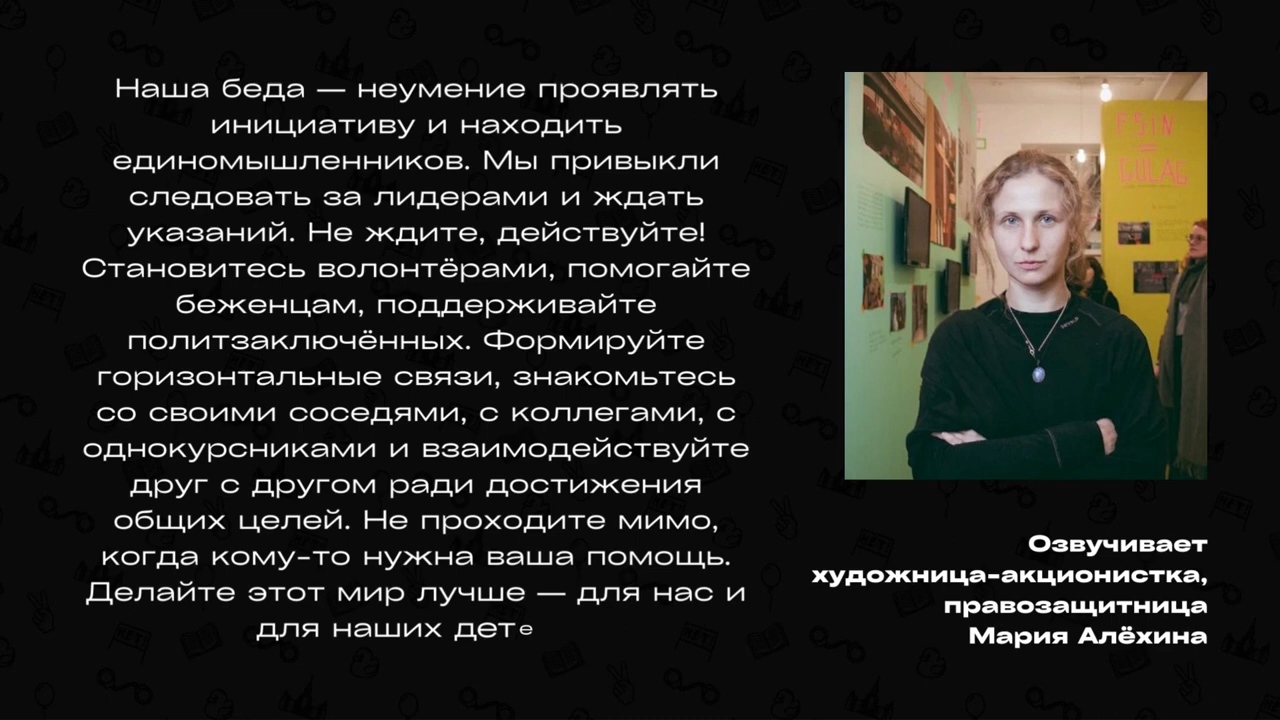 Наша беда — неумение проявлять
инициативу и находить
единомышленников. Мы привыкли
следовать за лидерами и ждать
указаний. Не ждите, действуйте!
Становитесь волонтёрами, помогайте
беженцам, поддерживайте
политзаключённых. Формируйте
горизонтальные связи, знакомьтесь
со своими соседями, с коллегами, с
однокурсниками и взаимодействуйте
друг с другом ради достижения
общих целей. Не проходите мимо,
когда кому-то нужна ваша помощь.
Делайте этот мир лучше — для нас и
для наших дете
FSIN
GULAG
Озвучивает
художница-акционистка,
правозащитница
Мария Алёхина